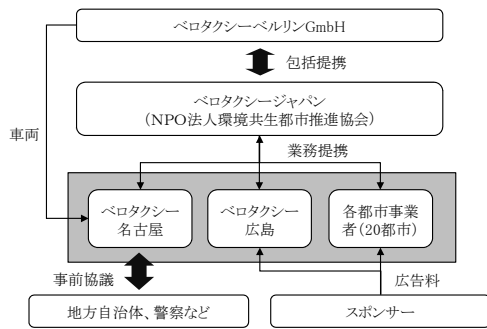 ベロタクシーベルリンGmbH
包括提携
ベロタクシージャパン
(NPO法人環境共生都市推進協会)
車両
業務提携
ベロタクシー
名古屋
ベロタクシー
広島
各都市事業
者(20都市)
事前協議
広告料
地方自治体、警察など
スポンサー